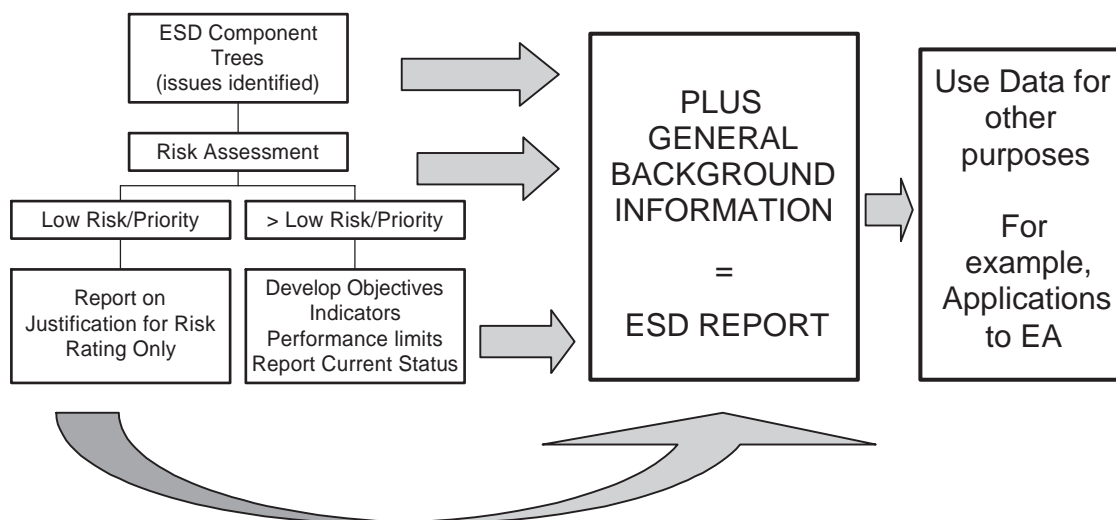 ESD Component
Trees
(issues identified)
Risk Assessment
Low Risk/Priority
> Low Risk/Priority
Report on
Justification for Risk
Rating Only
Develop Objectives
Indicators
Performance limits
Report Current Status
PLUS
GENERAL
BACKGROUND
INFORMATION
=
ESD REPORT
Use Data for
other
purposes
For
example,
Applications
to EA